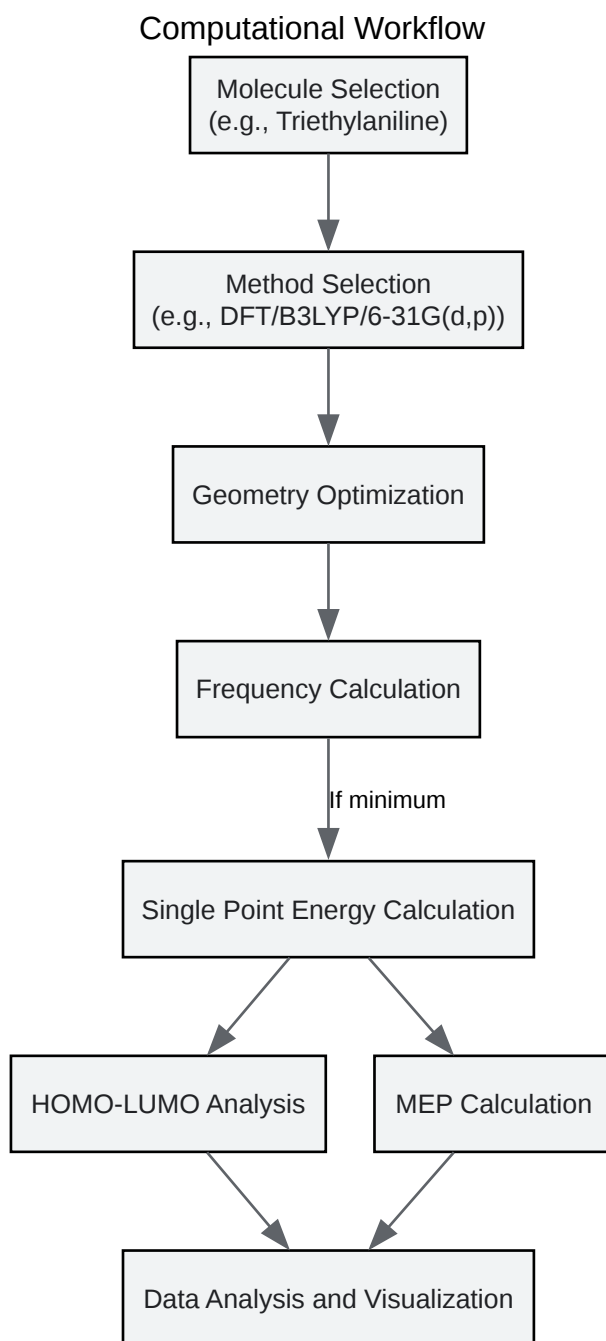 Computational Workflow
Molecule Selection
(e.g., Triethylaniline)
Method Selection
(e.g., DFT/B3LYP/6-31G(d,p))
Geometry Optimization
Frequency Calculation
If minimum
Single Point Energy Calculation
HOMO-LUMO Analysis
MEP Calculation
Data Analysis and Visualization